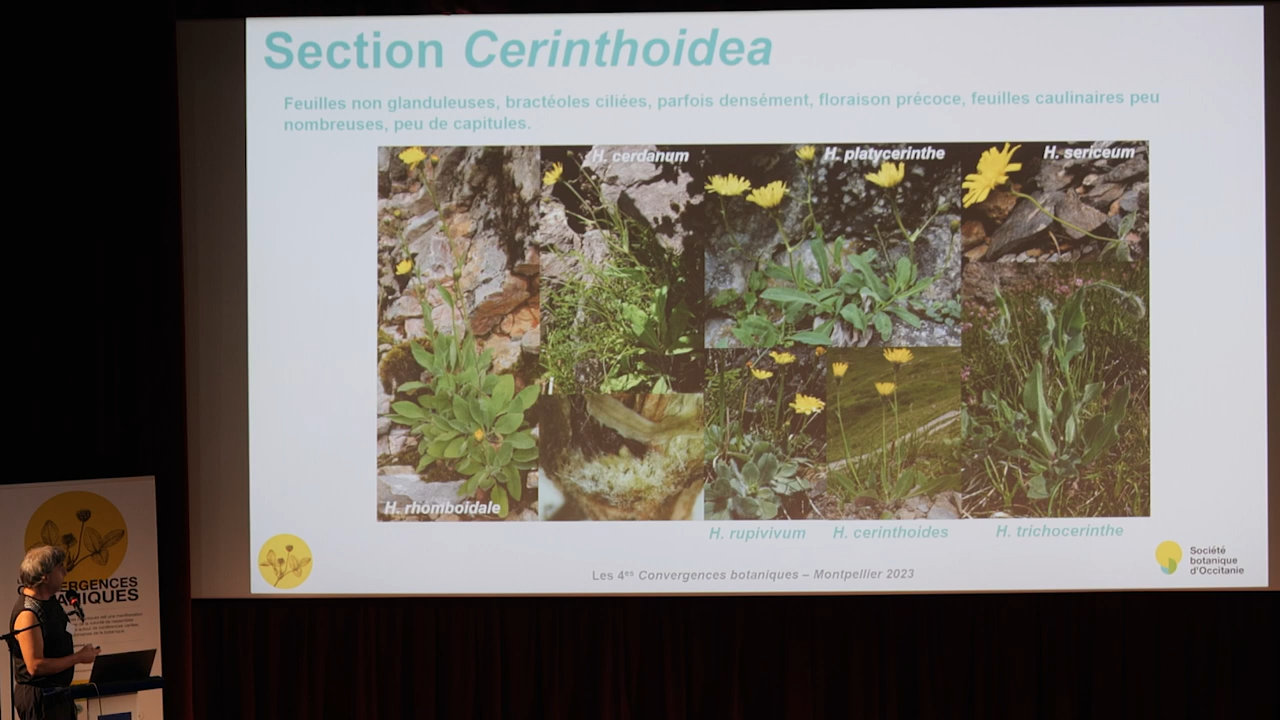 Section Cerinthoidea
Feuilles non glanduleuses, bractéoles ciliées, parfois densément, floraison précoce, feuilles caulinaires peu
nombreuses, peu de capitules.
H. cerdanum
H. platycerinthe
H. sericeum
H. rhomboidale
H. rupivivum
H. cerinthoides
H. trichocerinthe
Les 4es Convergences botaniques – Montpellier 2023
Société
botanique
d'Occitanie